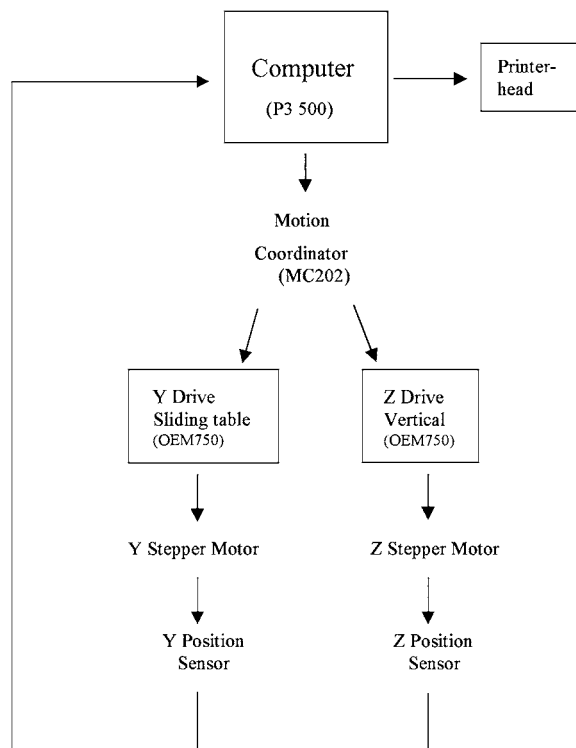 Computer
(P3 500)
Printer-
head
Motion
Coordinator
(MC202)
Y Drive
Sliding table
(OEM750)
Z Drive
Vertical
(OEM750)
Y Stepper Motor
Z Stepper Motor
Y Position
Sensor
Z Position
Sensor